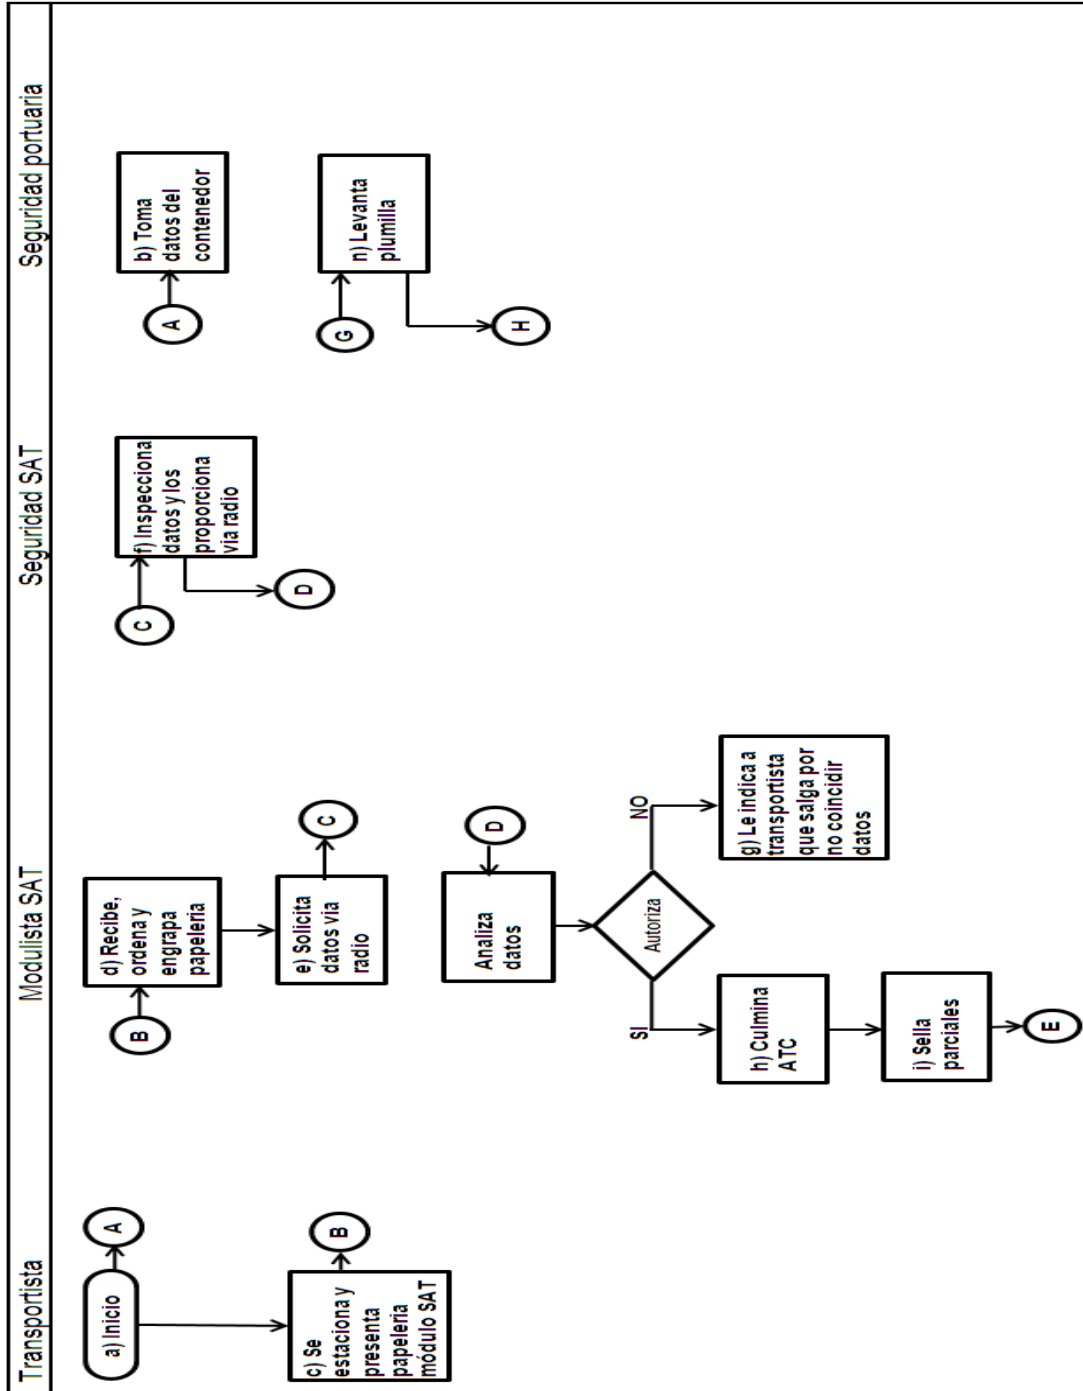 Transportista
Modulista SAT
Seguridad SAT
Seguridad portuaria
a) Inicio
A
c) Se
estaciona y
presenta
papeleria
módulo SAT
B
B
d) Recibe,
ordena y
engrapa
papeleria
e) Solicita
datos via
radio
C
D
Analiza
datos
Autoriza
SI
NO
h) Culmina
ATC
g) Le indica a
transportista
que salga por
no coincidir
datos
i) Sella
parciales
E
C
f) Inspecciona
datos y los
proporciona
via radio
D
A
b) Toma
datos del
contenedor
G
n) Levanta
plumilla
H